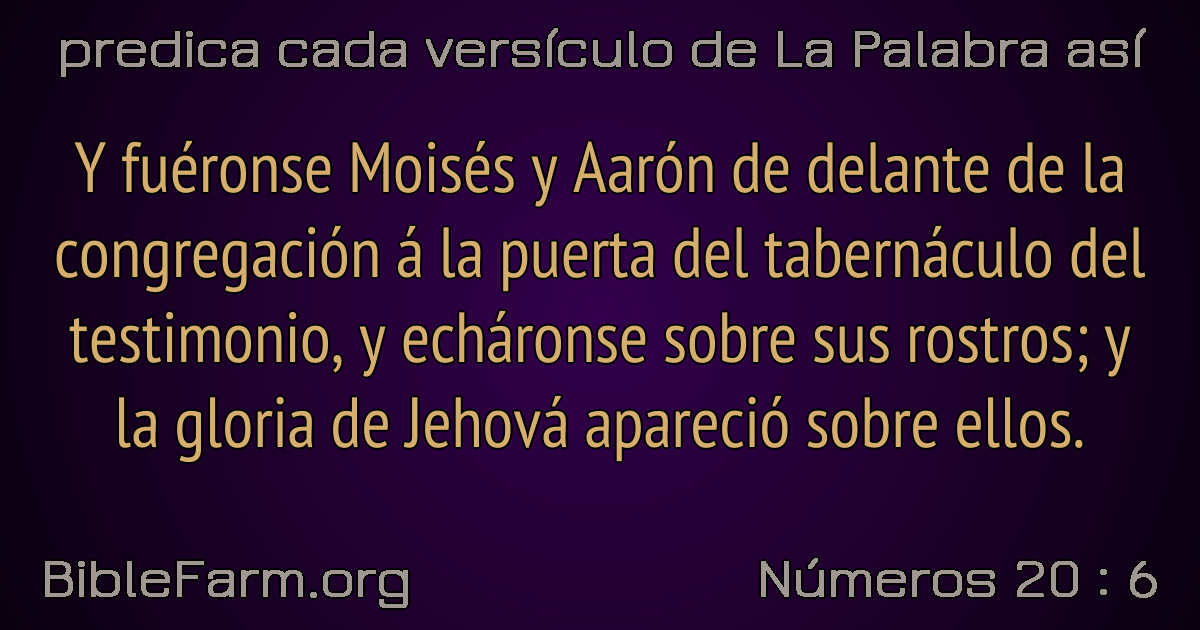 predica cada versículo de La Palabra así
Y fuéronse Moisés y Aarón de delante de la
congregación á la puerta del tabernáculo del
testimonio, y echáronse sobre sus rostros; y
la gloria de Jehová apareció sobre ellos.
BibleFarm.org
Números 20 : 6